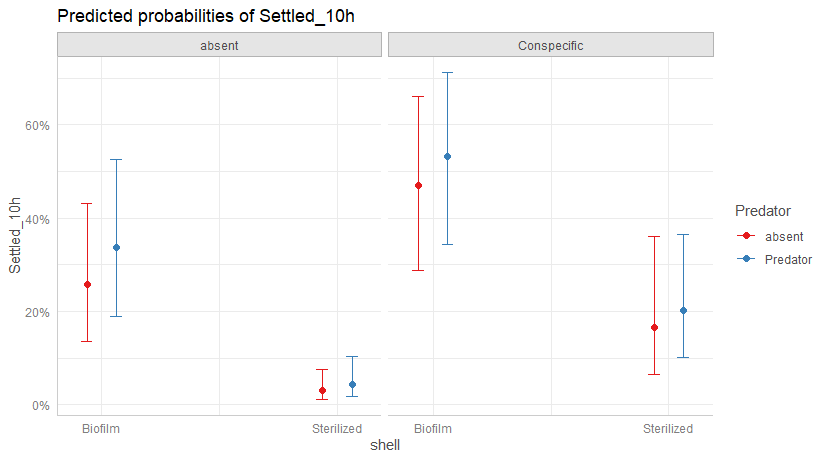 Predicted probabilities of Settled_10h
absent
Conspecific
60%
40%
20%
0%
Settled_10h
Biofilm
Sterilized
Biofilm
Sterilized
shell
Predator
absent
Predator